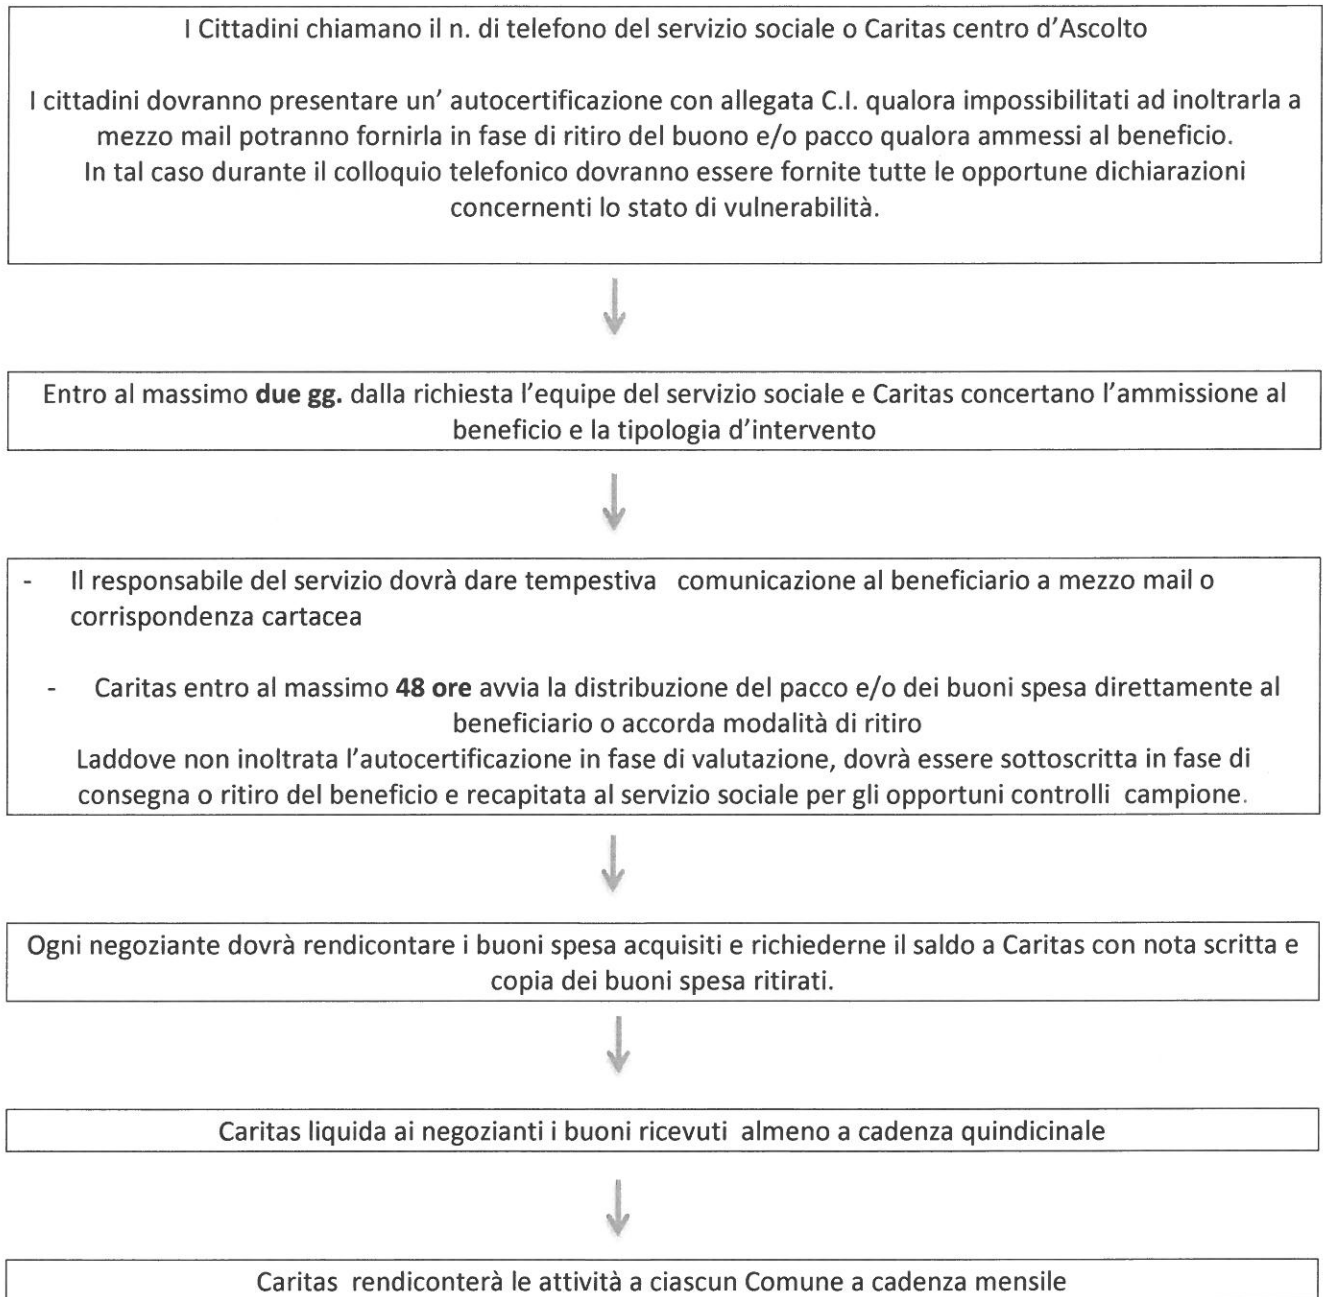 I Cittadini chiamano il n. di telefono del servizio sociale o Caritas centro d'Ascolto
I cittadini dovranno presentare un' autocertificazione con allegata C.I. qualora impossibilitati ad inoltrarla a
mezzo mail potranno fornirla in fase di ritiro del buono e/o pacco qualora ammessi al beneficio.
In tal caso durante il colloquio telefonico dovranno essere fornite tutte le opportune dichiarazioni
concernenti lo stato di vulnerabilità.
Entro al massimo due gg. dalla richiesta l'equipe del servizio sociale e Caritas concertano l'ammissione al
beneficio e la tipologia d'intervento
- Il responsabile del servizio dovrà dare tempestiva comunicazione al beneficiario a mezzo mail o
corrispondenza cartacea
- Caritas entro al massimo 48 ore avvia la distribuzione del pacco e/o dei buoni spesa direttamente al
beneficiario o accorda modalità di ritiro
Laddove non inoltrata l'autocertificazione in fase di valutazione, dovrà essere sottoscritta in fase di
consegna o ritiro del beneficio e recapitata al servizio sociale per gli opportuni controlli campione.
Ogni negoziante dovrà rendicontare i buoni spesa acquisiti e richiederne il saldo a Caritas con nota scritta e
copia dei buoni spesa ritirati.
Caritas liquida ai negozianti i buoni ricevuti almeno a cadenza quindicinale
Caritas rendiconterà le attività a ciascun Comune a cadenza mensile